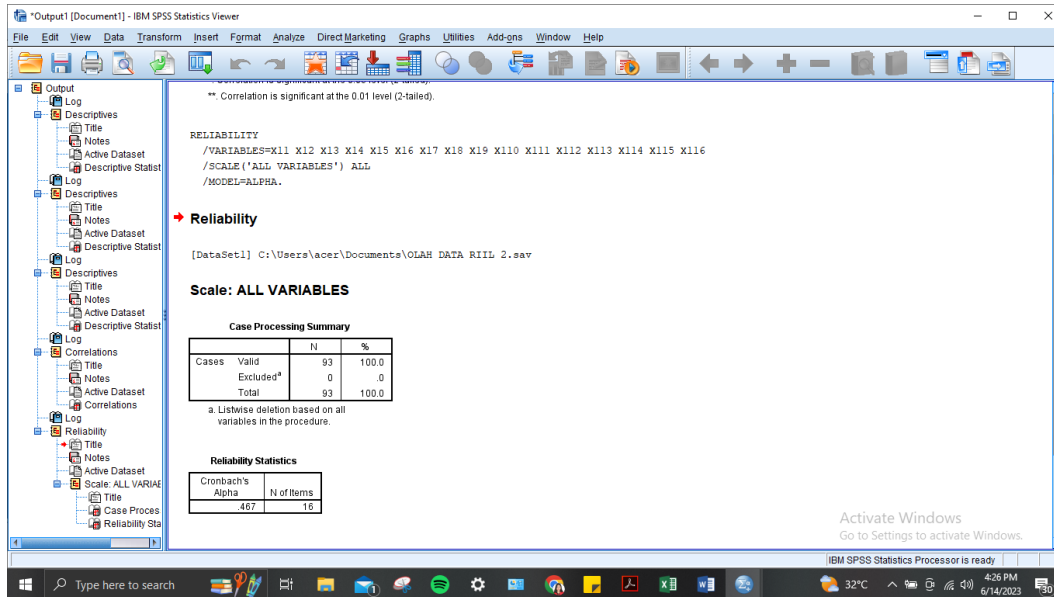 *Output1 [Document1] - IBM SPSS Statistics Viewer
File Edit View Data Transform Insert Format Analyze Direct Marketing Graphs Utilities Add-ons Window Help
Output
Log
Descriptives
Title
Notes
Active Dataset
Descriptive Statist
Log
Descriptives
Title
Notes
Active Dataset
Descriptive Statist
Log
Descriptives
Title
Notes
Active Dataset
Descriptive Statist
Log
Correlations
Title
Notes
Active Dataset
Correlations
Log
Reliability
Title
Notes
Active Dataset
Scale: ALL VARIAE
Title
Case Proces
Reliability Sta
**. Correlation is significant at the 0.01 level (2-tailed).
RELIABILITY
/VARIABLES=X11 X12 X13 X14 X15 X16 X17 X18 X19 X110 X111 X112 X113 X114 X115 X116
/SCALE('ALL VARIABLES') ALL
/MODEL=ALPHA.
Reliability
[DataSet1] C:\Users\acer\Documents\OLAH DATA RIIL 2.sav
Scale: ALL VARIABLES
Case Processing Summary
N %
Cases Valid 93 100.0
Excludedª 0 .0
Total 93 100.0
a. Listwise deletion based on all
variables in the procedure.
Reliability Statistics
Cronbach's
Alpha N of Items
.467 16
Activate Windows
Go to Settings to activate Windows.
IBM SPSS Statistics Processor is ready
Type here to search
32°C
4:26 PM
6/14/2023
30